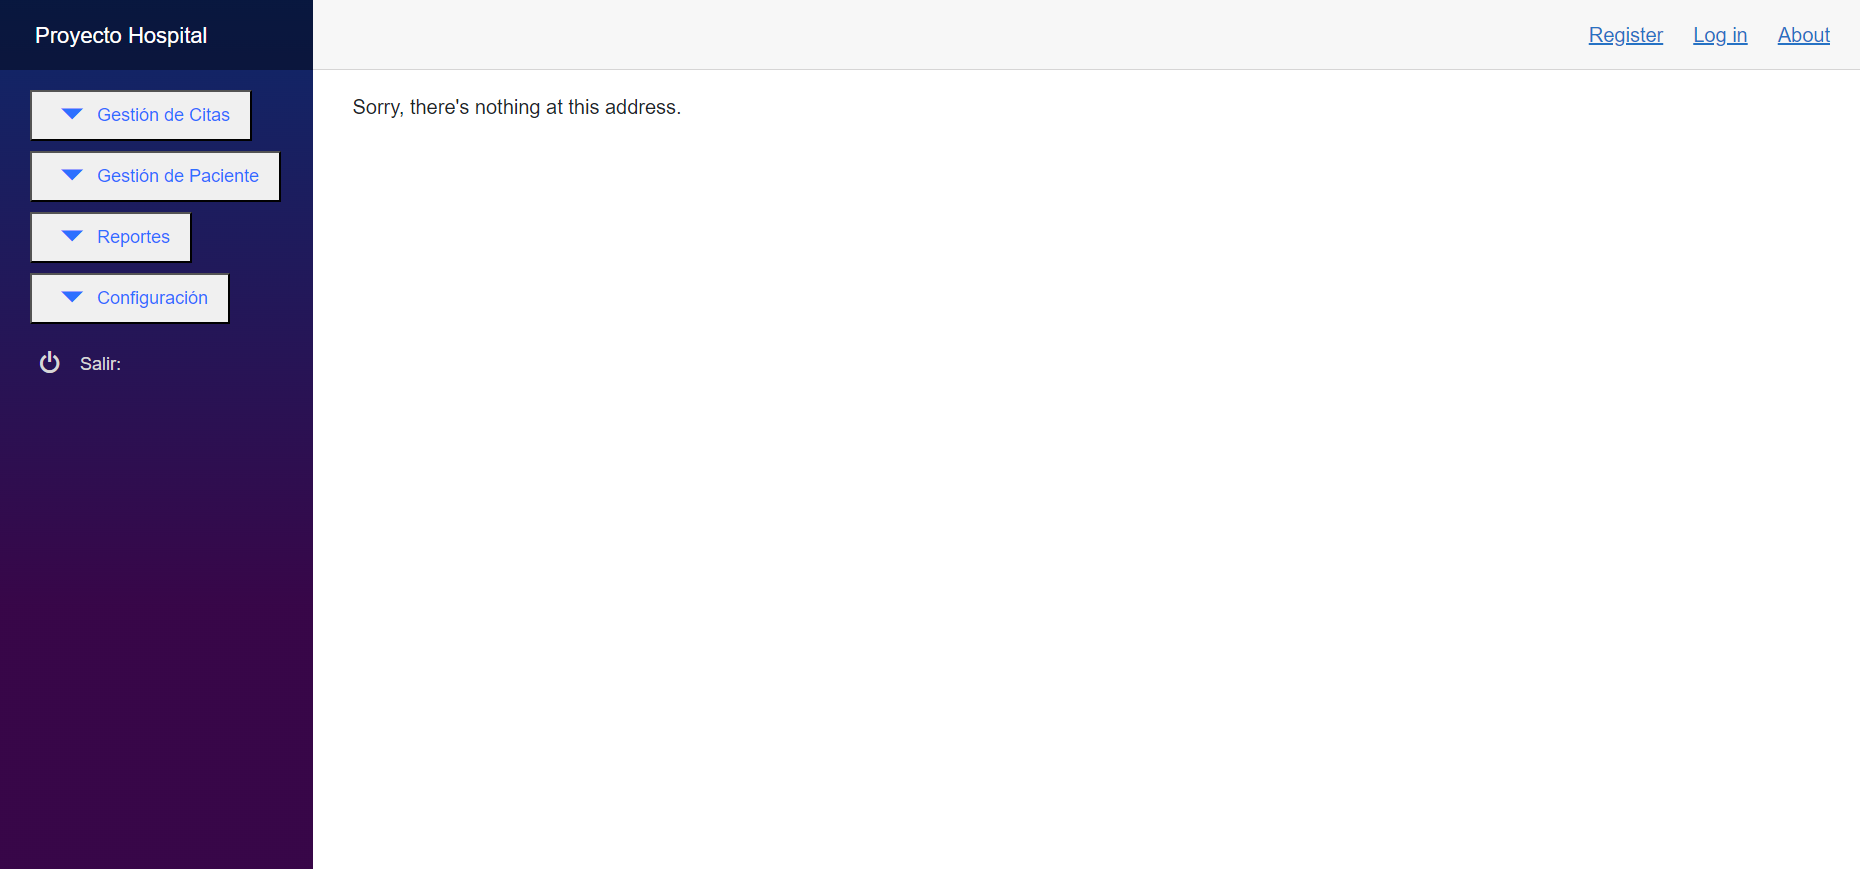 Proyecto Hospital
Register Log in About
Gestión de Citas
Sorry, there's nothing at this address.
Gestión de Paciente
Reportes
Configuración
Salir: